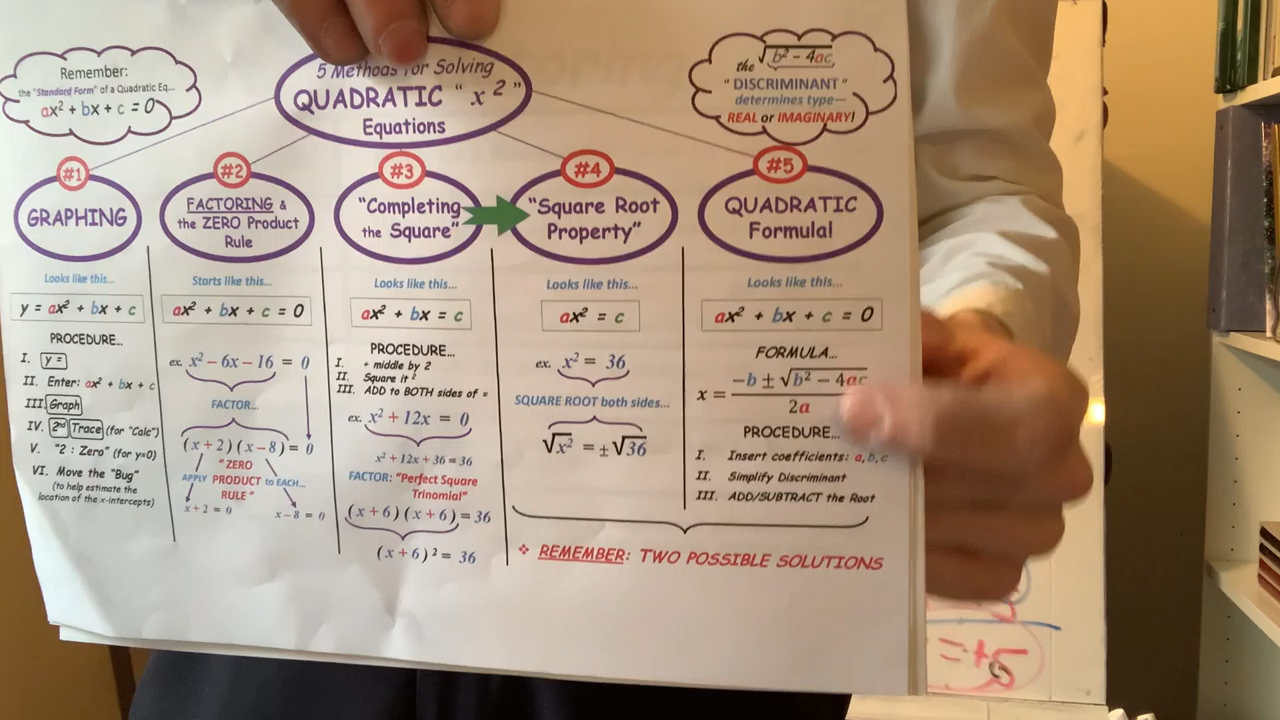 Remember:
the "Standard Form" of a Quadratic Eq...
ax² + bx + c = 0
5 Methods for Solving
QUADRATIC " x ² "
Equations
the √b² - 4ac,
" DISCRIMINANT "
determines type—
REAL or IMAGINARY!
#1
GRAPHING
Looks like this...
y = ax² + bx + c
PROCEDURE...
I. y =
II. Enter: ax² + bx + c
III. Graph
IV. 2nd Trace (for "Calc")
V. "2 : Zero" (for y=0)
VI. Move the "Bug"
(to help estimate the
location of the x-intercepts)
#2
FACTORING &
the ZERO Product
Rule
Starts like this...
ax² + bx + c = 0
ex. x² − 6x − 16 = 0
FACTOR...
(x+2)(x−8) = 0
"ZERO
APPLY PRODUCT to EACH...
RULE"
x+2 = 0 x−8 = 0
#3
"Completing
the Square"
Looks like this...
ax² + bx = c
PROCEDURE...
I. ÷ middle by 2
II. Square it ²
III. ADD to BOTH sides of =
ex. x² + 12x = 0
x² + 12x + 36 = 36
FACTOR: "Perfect Square
Trinomial"
(x+6)(x+6) = 36
(x+6)² = 36
#4
"Square Root
Property"
Looks like this...
ax² = c
ex. x² = 36
SQUARE ROOT both sides...
√x² = ±√36
#5
QUADRATIC
Formula!
Looks like this...
ax² + bx + c = 0
FORMULA...
x = −b ± √b² − 4ac
2a
PROCEDURE...
I. Insert coefficients: a, b, c
II. Simplify Discriminant
III. ADD/SUBTRACT the Root
❖ REMEMBER: TWO POSSIBLE SOLUTIONS